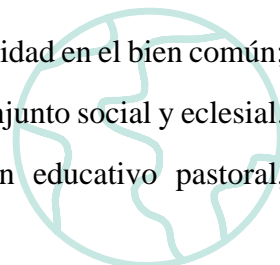 idad en el bien común;
njunto social y eclesial.
n educativo pastoral.